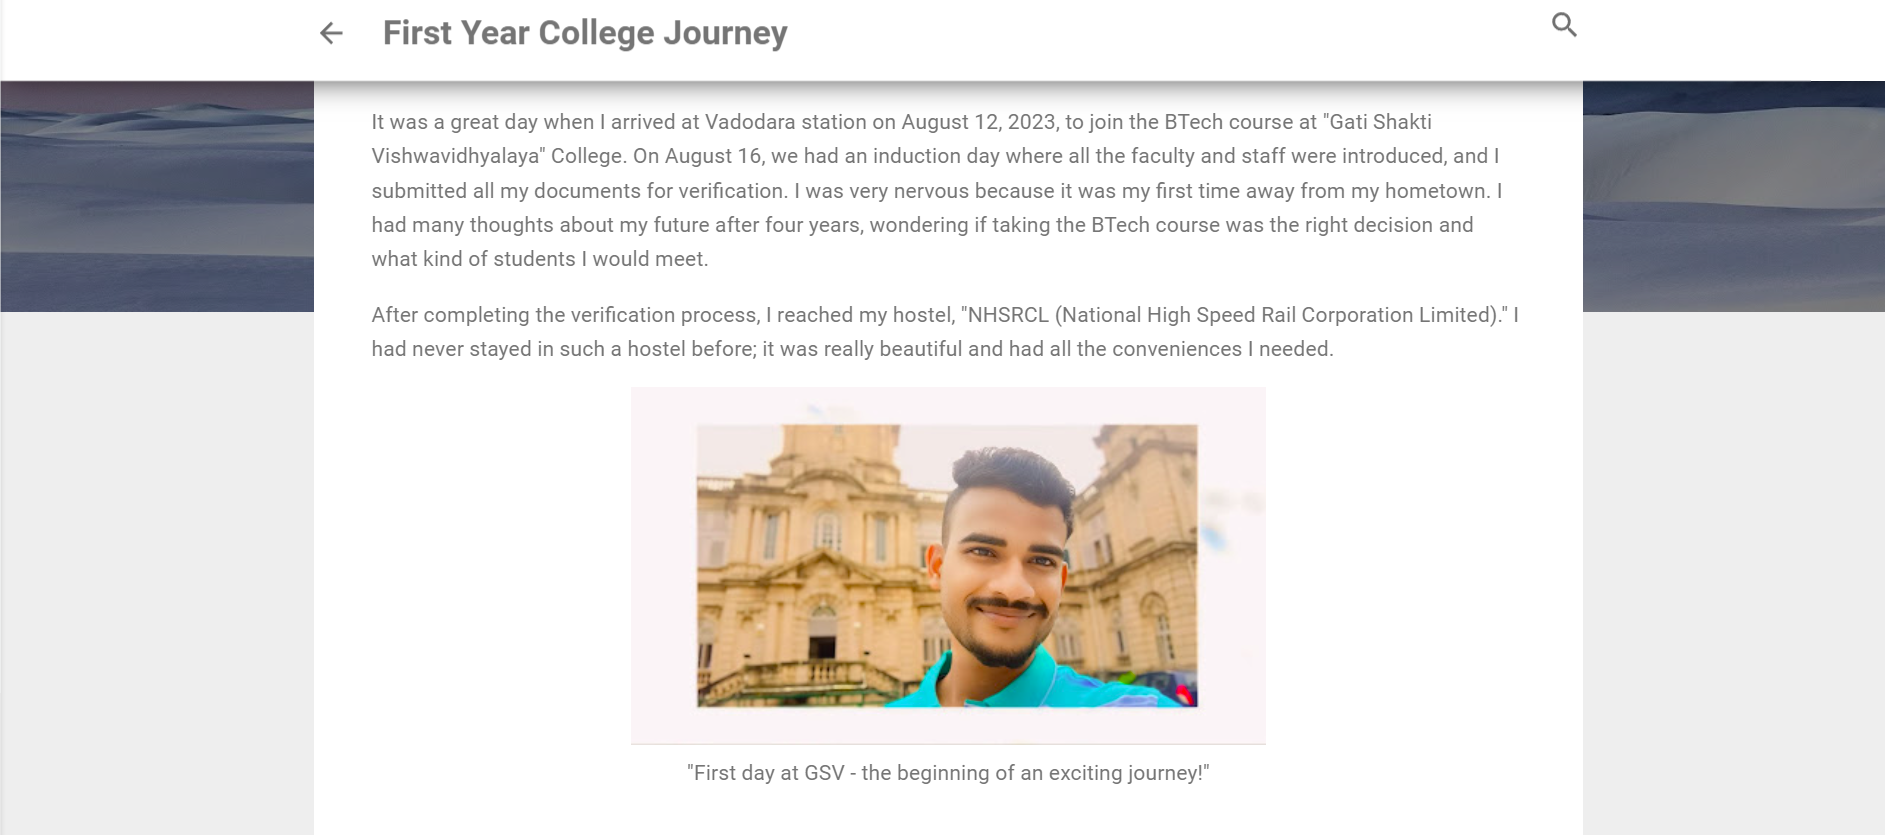 First Year College Journey
It was a great day when I arrived at Vadodara station on August 12, 2023, to join the BTech course at "Gati Shakti
Vishwavidhyalaya" College. On August 16, we had an induction day where all the faculty and staff were introduced, and I
submitted all my documents for verification. I was very nervous because it was my first time away from my hometown. I
had many thoughts about my future after four years, wondering if taking the BTech course was the right decision and
what kind of students I would meet.
After completing the verification process, I reached my hostel, "NHSRCL (National High Speed Rail Corporation Limited)." I
had never stayed in such a hostel before; it was really beautiful and had all the conveniences I needed.
"First day at GSV - the beginning of an exciting journey!"